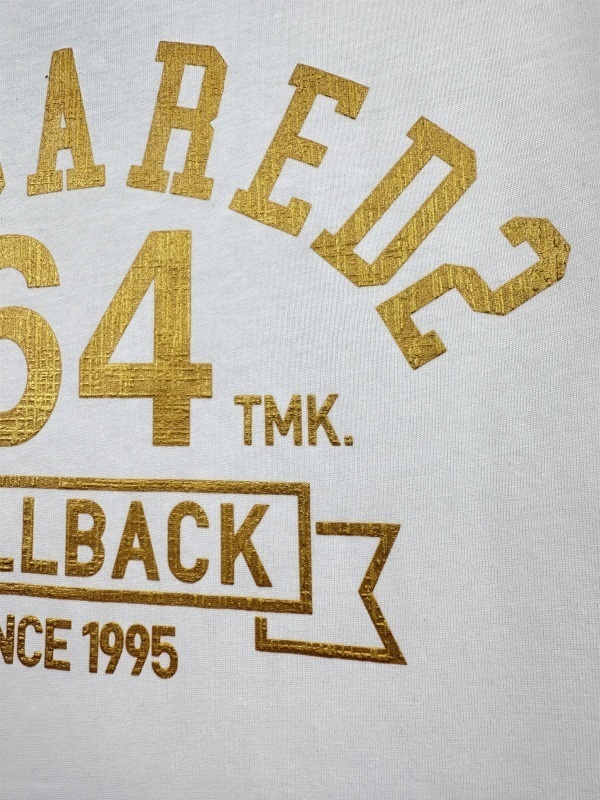 ARED2
64
TMK.
LLBACK
NCE 1995